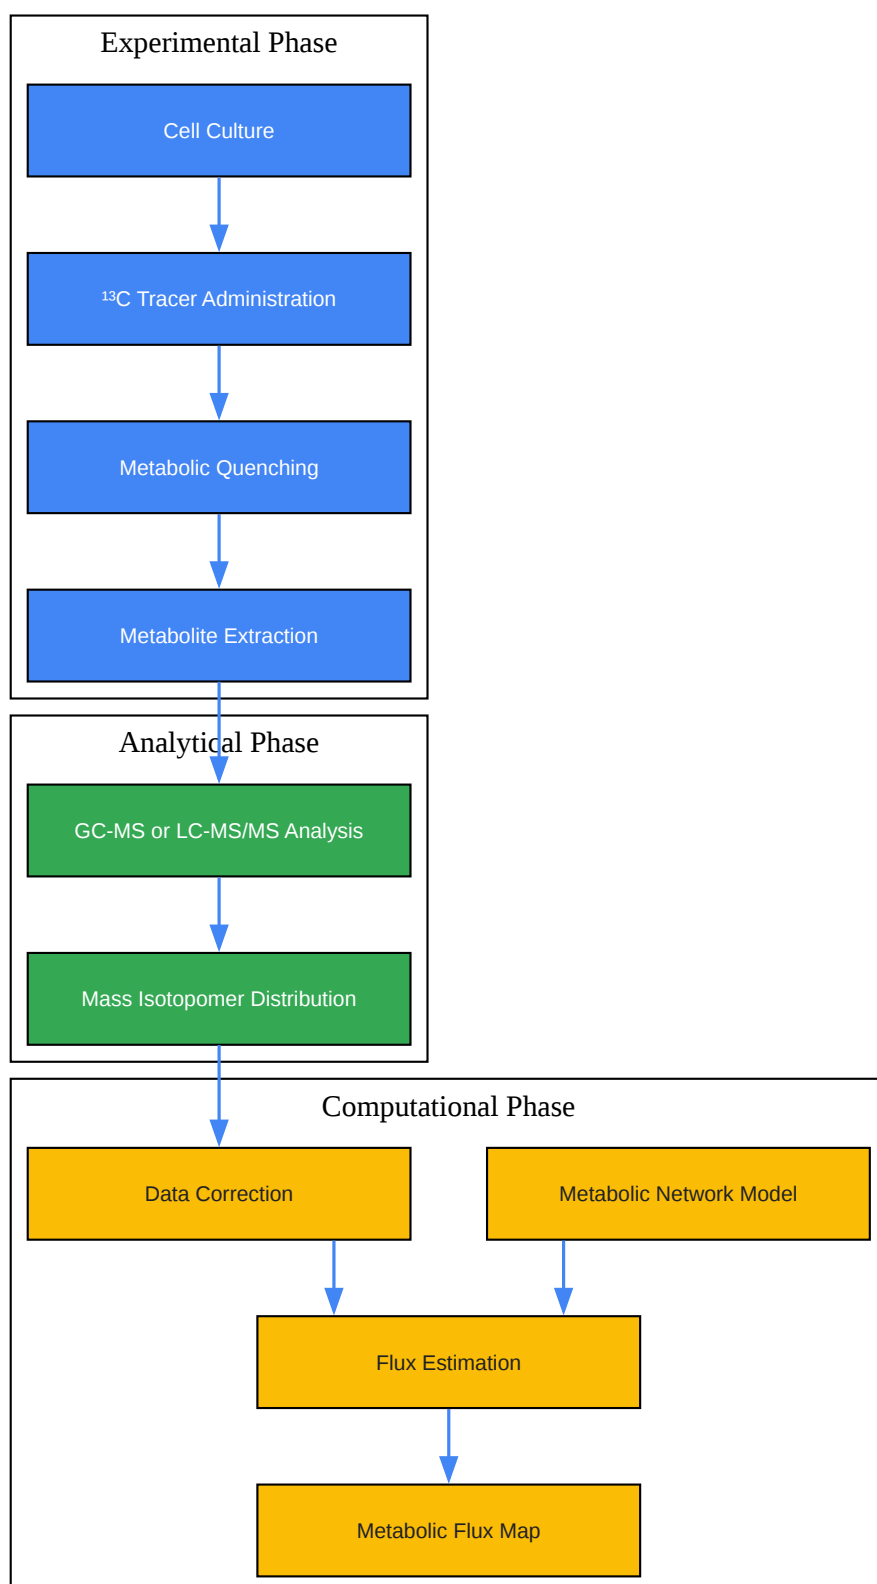 Experimental Phase
Cell Culture
¹³C Tracer Administration
Metabolic Quenching
Metabolite Extraction
Analytical Phase
GC-MS or LC-MS/MS Analysis
Mass Isotopomer Distribution
Computational Phase
Data Correction
Metabolic Network Model
Flux Estimation
Metabolic Flux Map